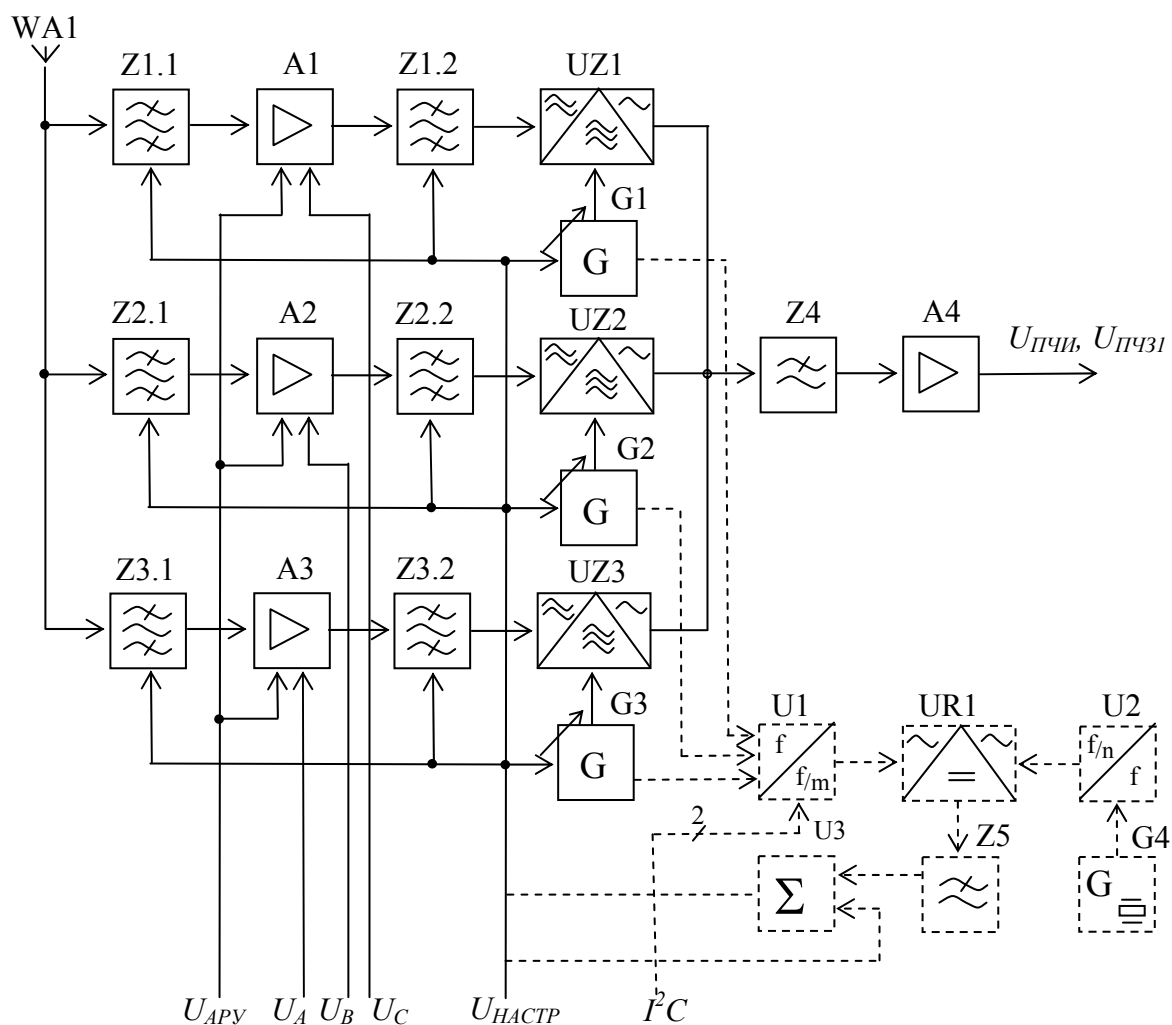 WA1
Z1.1 A1 Z1.2 UZ1
G1
G
Z2.1 A2 Z2.2 UZ2 Z4 A4
U_ПЧИ, U_ПЧЗ1
G2
G
Z3.1 A3 Z3.2 UZ3
G3
G
U1 UR1 U2
f f/m
=
f/n f
2
U3
Z5
G4
Σ
G
U_АРУ U_A U_B U_C U_НАСТР I²C